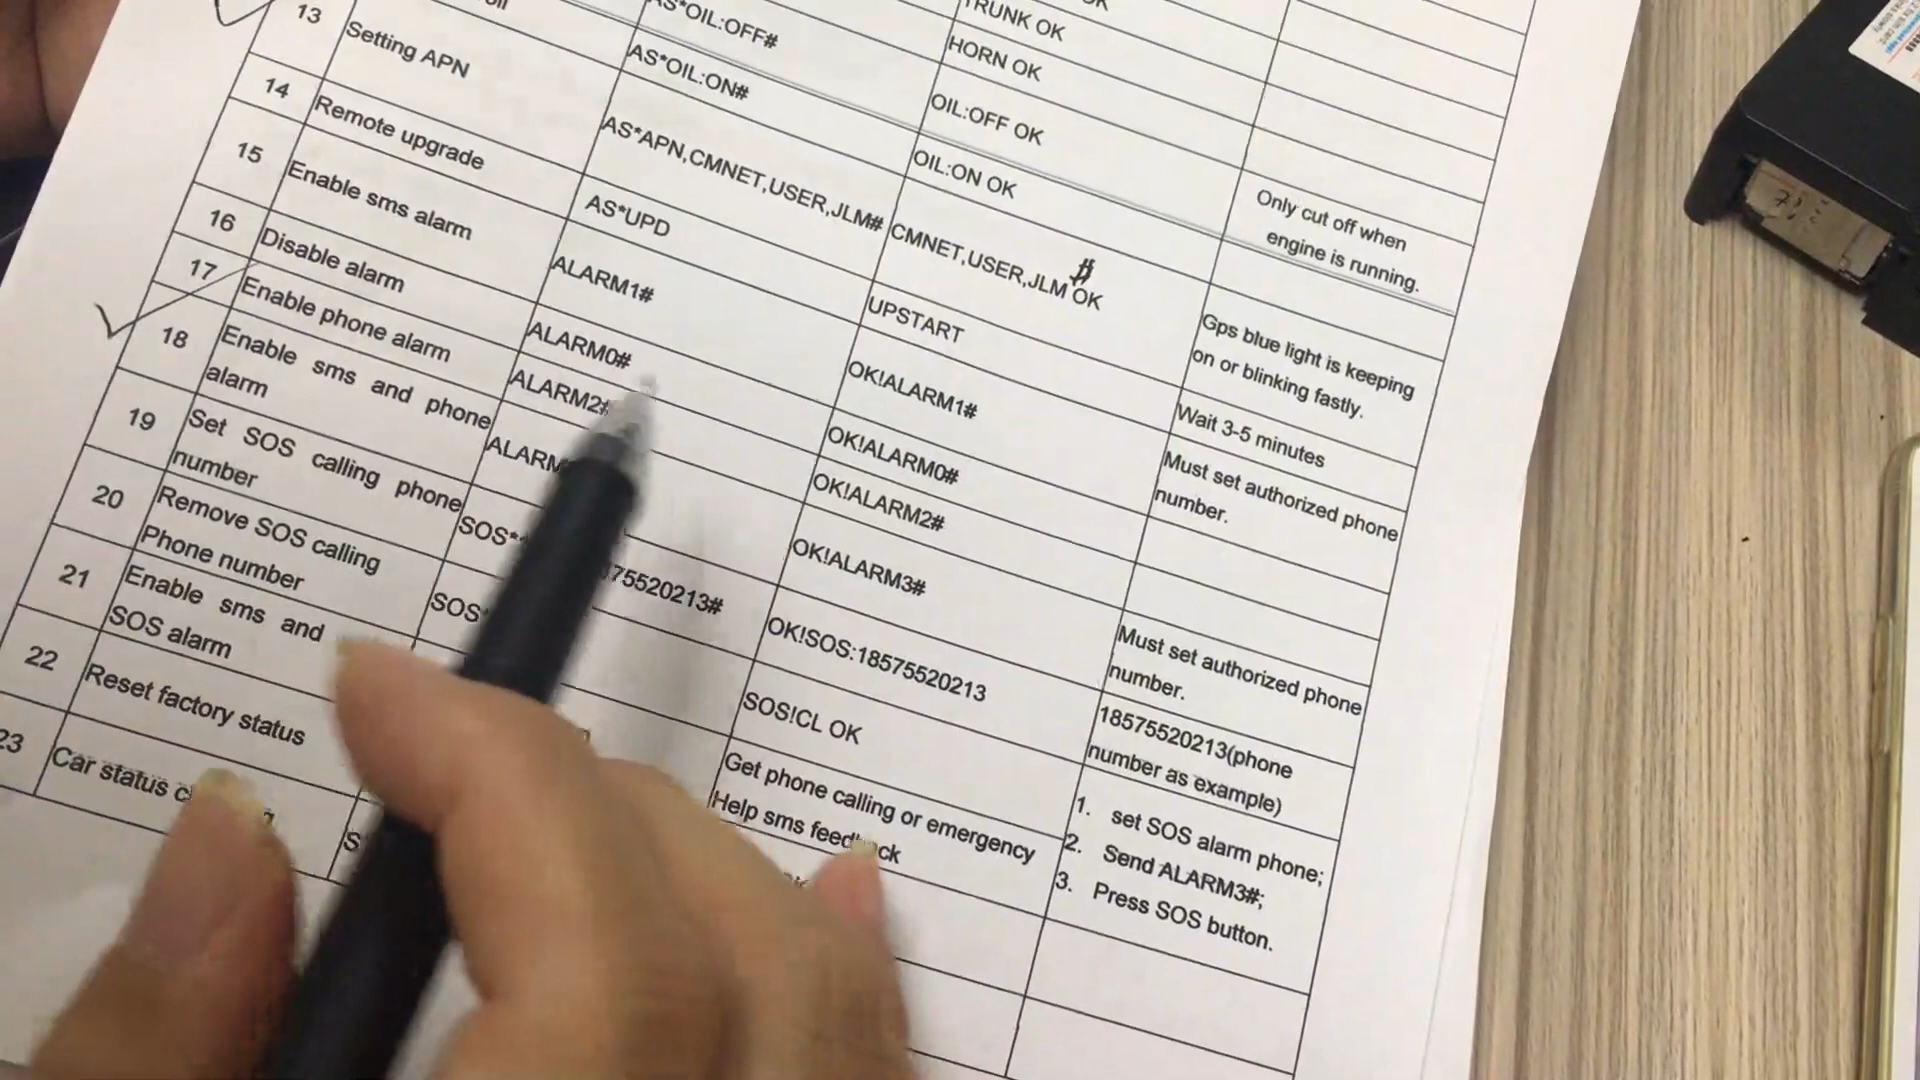 TRUNK OK
AS*OIL:OFF#
HORN OK
13
Setting APN
AS*OIL:ON#
OIL:OFF OK
OIL:ON OK
Only cut off when
engine is running.
14
Remote upgrade
AS*APN,CMNET,USER,JLM#
CMNET,USER,JLM OK
#
Gps blue light is keeping
on or blinking fastly.
15
Enable sms alarm
AS*UPD
UPSTART
Wait 3-5 minutes
ALARM1#
OK!ALARM1#
Must set authorized phone
number.
16
Disable alarm
ALARM0#
OK!ALARM0#
17
Enable phone alarm
ALARM2#
OK!ALARM2#
18
Enable sms and phone
alarm
OK!ALARM3#
Must set authorized phone
number.
19
Set SOS calling phone
number
75520213#
OK!SOS:18575520213
18575520213(phone
number as example)
20
Remove SOS calling
Phone number
SOS!CL OK
21
Enable sms and
SOS alarm
Get phone calling or emergency
Help sms
1. set SOS alarm phone;
2. Send ALARM3#;
3. Press SOS button.
22
Reset factory status
23
Car status